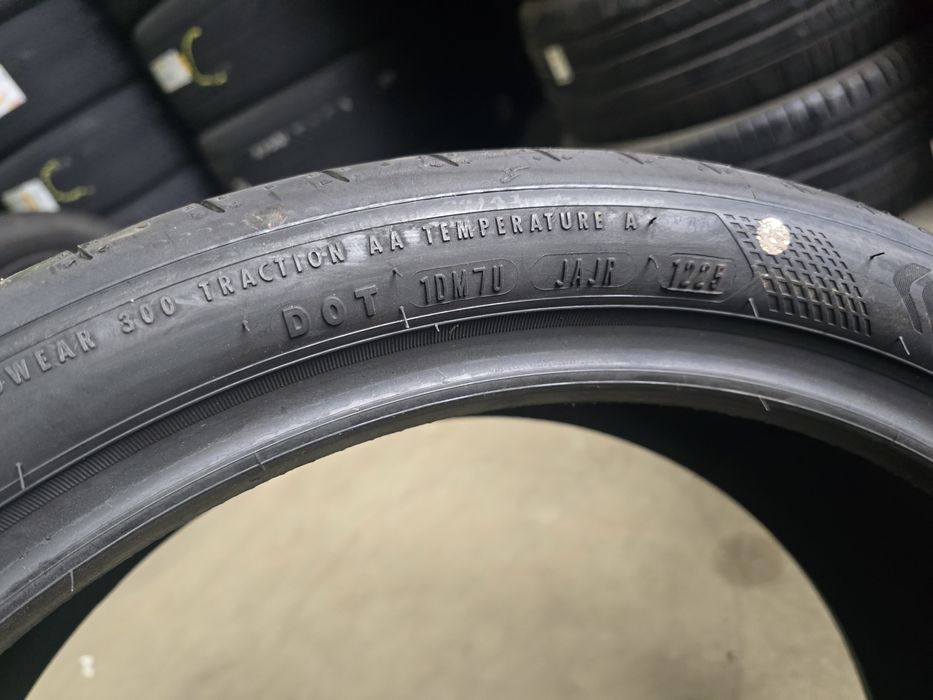 WEAR 300 TRACTION AA TEMPERATURE A
DOT 1DM7U JAJR 1225